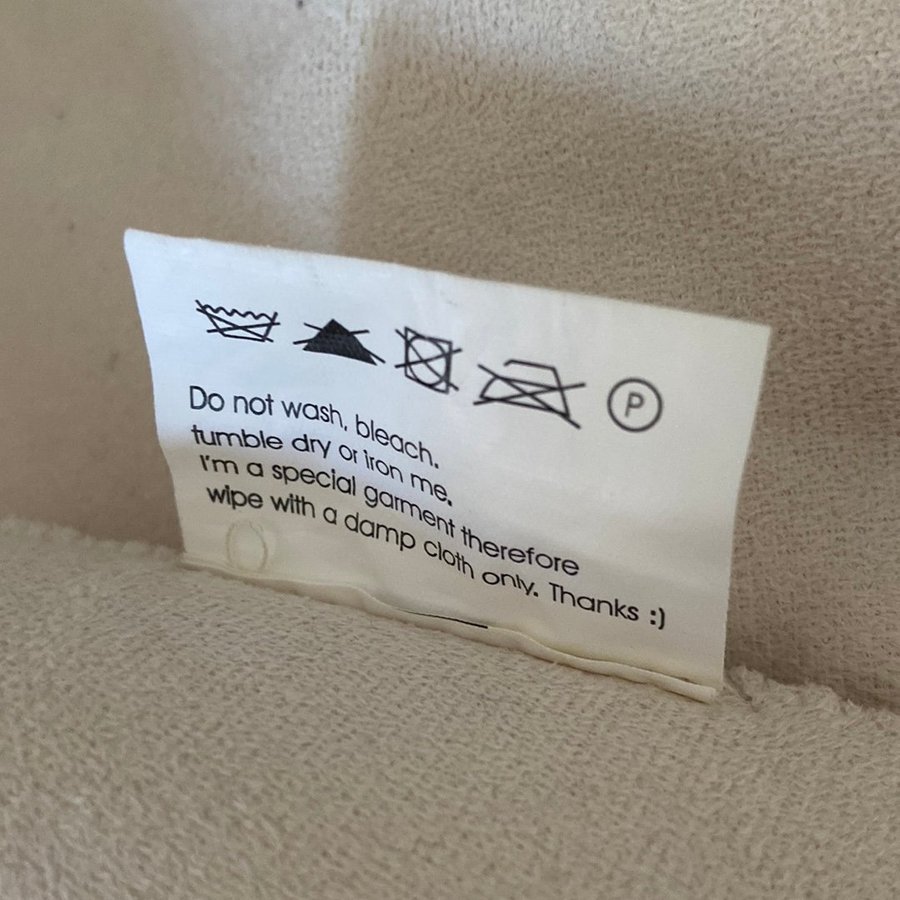 P
Do not wash, bleach.
tumble dry or iron me.
I'm a special garment therefore
wipe with a damp cloth only. Thanks :)